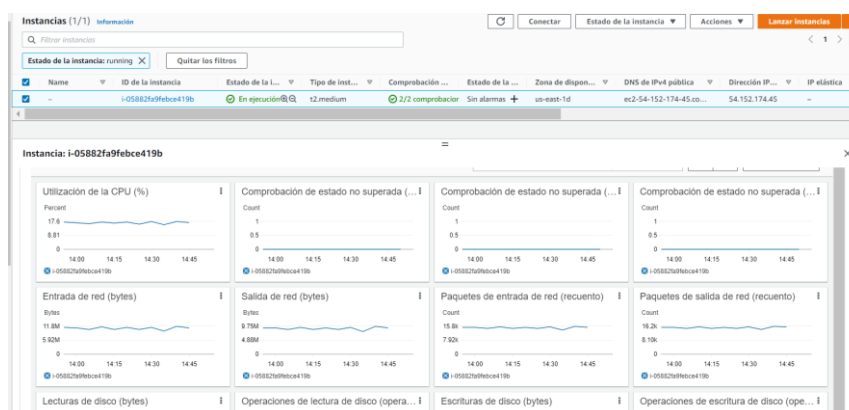 Instancias (1/1) Información
Conectar Estado de la instancia ▼ Acciones ▼ Lanzar instancias
Filtrar instancias
< 1 >
Estado de la instancia: running X Quitar los filtros
Name ID de la instancia Estado de la i... Tipo de inst... Comprobación ... Estado de la ... Zona de dispon... DNS de IPv4 pública Dirección IP... IP elástica
– i-05882fa9febce419b En ejecución t2.medium 2/2 comprobacior Sin alarmas + us-east-1d ec2-54-152-174-45.co... 54.152.174.45 –
Instancia: i-05882fa9febce419b X
Utilización de la CPU (%) Comprobación de estado no superada (... Comprobación de estado no superada (... Comprobación de estado no superada (...
Percent Count Count Count
17.6 1 1 1
8.81 0.5 0.5 0.5
0 0 0 0
14:00 14:15 14:30 14:45 14:00 14:15 14:30 14:45 14:00 14:15 14:30 14:45 14:00 14:15 14:30 14:45
i-05882fa9febce419b i-05882fa9febce419b i-05882fa9febce419b i-05882fa9febce419b
Entrada de red (bytes) Salida de red (bytes) Paquetes de entrada de red (recuento) Paquetes de salida de red (recuento)
Bytes Bytes Count Count
11.8M 9.79M 15.8k 16.2k
5.92M 4.88M 7.92k 8.10k
0 0 0 0
14:00 14:15 14:30 14:45 14:00 14:15 14:30 14:45 14:00 14:15 14:30 14:45 14:00 14:15 14:30 14:45
i-05882fa9febce419b i-05882fa9febce419b i-05882fa9febce419b i-05882fa9febce419b
Lecturas de disco (bytes) Operaciones de lectura de disco (opera... Escrituras de disco (bytes) Operaciones de escritura de disco (ope...